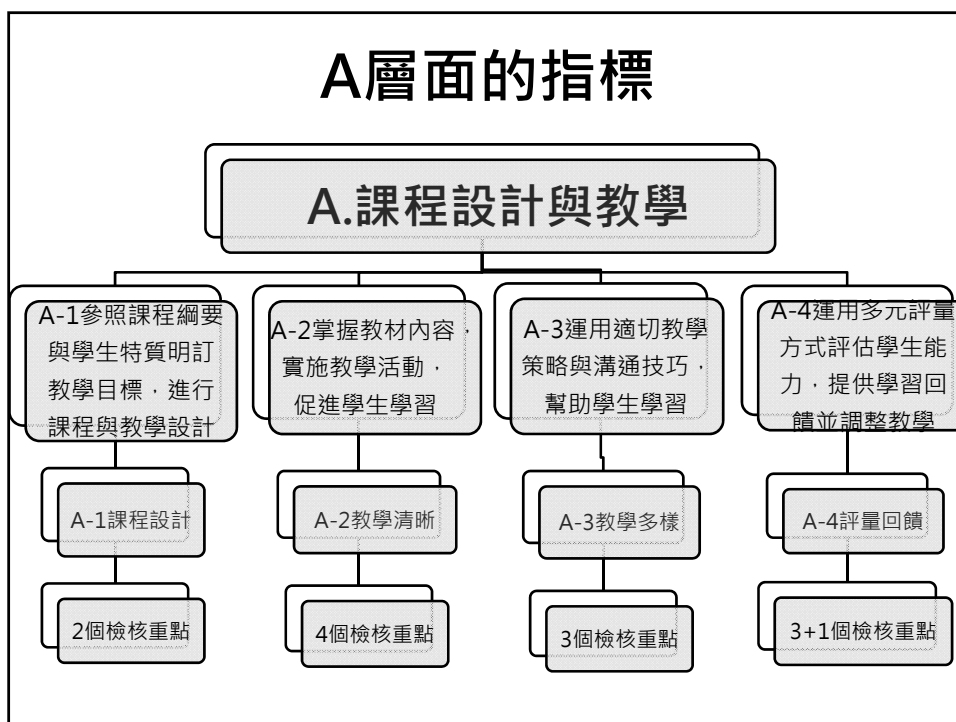 A層面的指標
A.課程設計與教學
A-1參照課程綱要
與學生特質明訂
教學目標，進行
課程與教學設計
A-2掌握教材內容，
實施教學活動，
促進學生學習
A-3運用適切教學
策略與溝通技巧，
幫助學生學習
A-4運用多元評量
方式評估學生能
力，提供學習回
饋並調整教學
A-1課程設計
A-2教學清晰
A-3教學多樣
A-4評量回饋
2個檢核重點
4個檢核重點
3個檢核重點
3+1個檢核重點